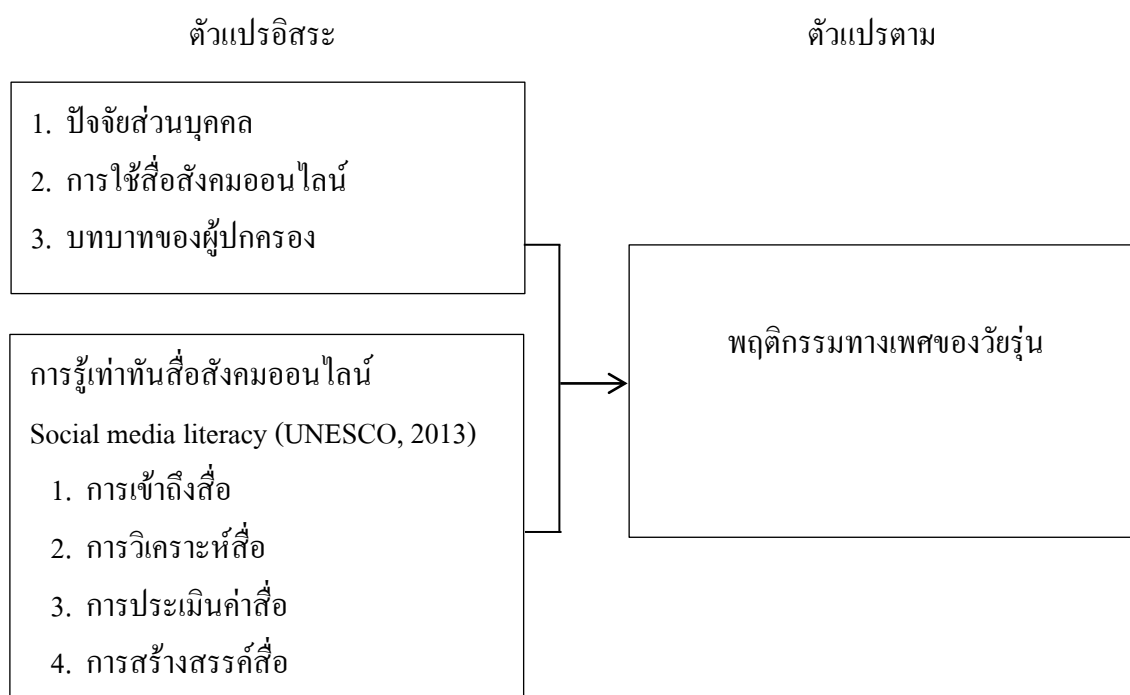 ตัวแปรอิสระ
ตัวแปรตาม
1. ปัจจัยส่วนบุคคล
2. การใช้สื่อสังคมออนไลน์
3. บทบาทของผู้ปกครอง
การรู้เท่าทันสื่อสังคมออนไลน์
Social media literacy (UNESCO, 2013)
1. การเข้าถึงสื่อ
2. การวิเคราะห์สื่อ
3. การประเมินค่าสื่อ
4. การสร้างสรรค์สื่อ
พฤติกรรมทางเพศของวัยรุ่น